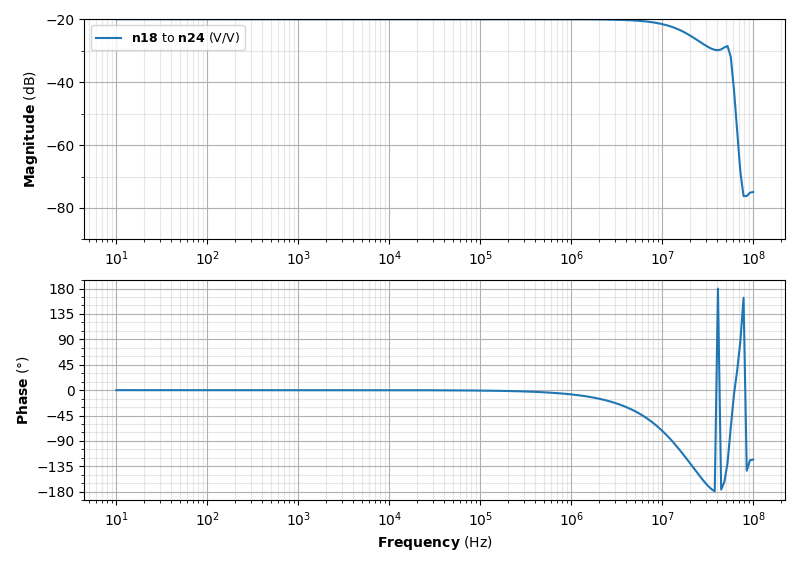 −20
−40
−60
−80
Magnitude (dB)
n18 to n24 (V/V)
10¹ 10² 10³ 10⁴ 10⁵ 10⁶ 10⁷ 10⁸
180
135
90
45
0
−45
−90
−135
−180
Phase (°)
10¹ 10² 10³ 10⁴ 10⁵ 10⁶ 10⁷ 10⁸
Frequency (Hz)